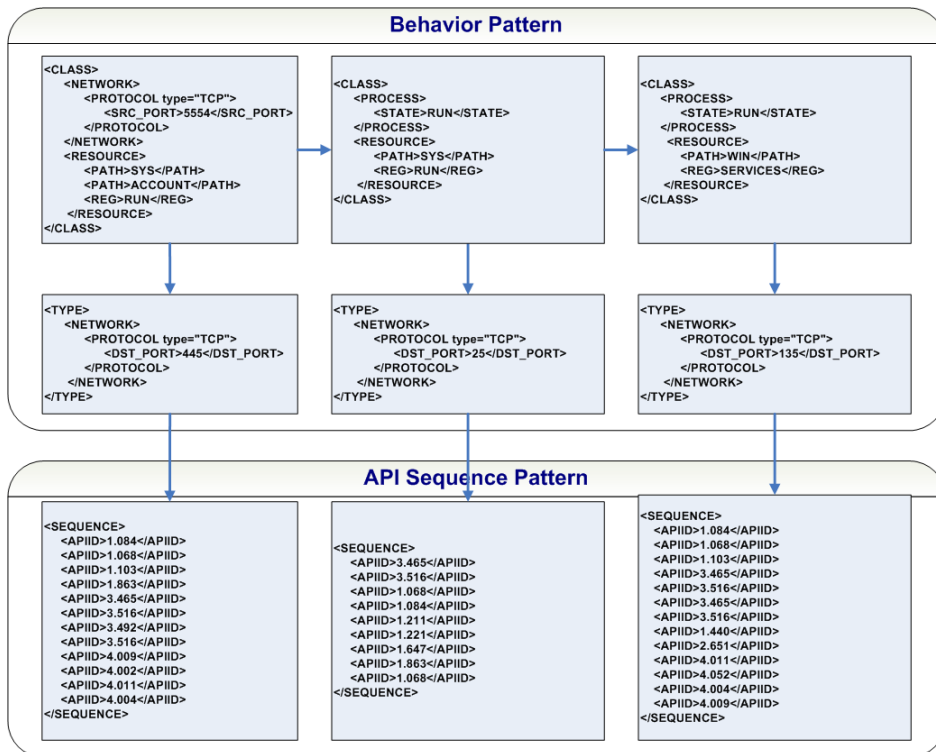 Behavior Pattern
<CLASS>
<NETWORK>
<PROTOCOL type="TCP">
<SRC_PORT>5554</SRC_PORT>
</PROTOCOL>
</NETWORK>
<RESOURCE>
<PATH>SYS</PATH>
<PATH>ACCOUNT</PATH>
<REG>RUN</REG>
</RESOURCE>
</CLASS>
<CLASS>
<PROCESS>
<STATE>RUN</STATE>
</PROCESS>
<RESOURCE>
<PATH>SYS</PATH>
<REG>RUN</REG>
</RESOURCE>
</CLASS>
<CLASS>
<PROCESS>
<STATE>RUN</STATE>
</PROCESS>
<RESOURCE>
<PATH>WIN</PATH>
<REG>SERVICES</REG>
</RESOURCE>
</CLASS>
<TYPE>
<NETWORK>
<PROTOCOL type="TCP">
<DST_PORT>445</DST_PORT>
</PROTOCOL>
</NETWORK>
</TYPE>
<TYPE>
<NETWORK>
<PROTOCOL type="TCP">
<DST_PORT>25</DST_PORT>
</PROTOCOL>
</NETWORK>
</TYPE>
<TYPE>
<NETWORK>
<PROTOCOL type="TCP">
<DST_PORT>135</DST_PORT>
</PROTOCOL>
</NETWORK>
</TYPE>
API Sequence Pattern
<SEQUENCE>
<APIID>1.084</APIID>
<APIID>1.068</APIID>
<APIID>1.103</APIID>
<APIID>1.863</APIID>
<APIID>3.465</APIID>
<APIID>3.516</APIID>
<APIID>3.492</APIID>
<APIID>3.516</APIID>
<APIID>4.009</APIID>
<APIID>4.002</APIID>
<APIID>4.011</APIID>
<APIID>4.004</APIID>
</SEQUENCE>
<SEQUENCE>
<APIID>3.465</APIID>
<APIID>3.516</APIID>
<APIID>1.068</APIID>
<APIID>1.084</APIID>
<APIID>1.211</APIID>
<APIID>1.221</APIID>
<APIID>1.647</APIID>
<APIID>1.863</APIID>
<APIID>1.068</APIID>
</SEQUENCE>
<SEQUENCE>
<APIID>1.084</APIID>
<APIID>1.068</APIID>
<APIID>1.103</APIID>
<APIID>3.465</APIID>
<APIID>3.516</APIID>
<APIID>3.465</APIID>
<APIID>3.516</APIID>
<APIID>1.440</APIID>
<APIID>2.651</APIID>
<APIID>4.011</APIID>
<APIID>4.052</APIID>
<APIID>4.004</APIID>
<APIID>4.009</APIID>
</SEQUENCE>